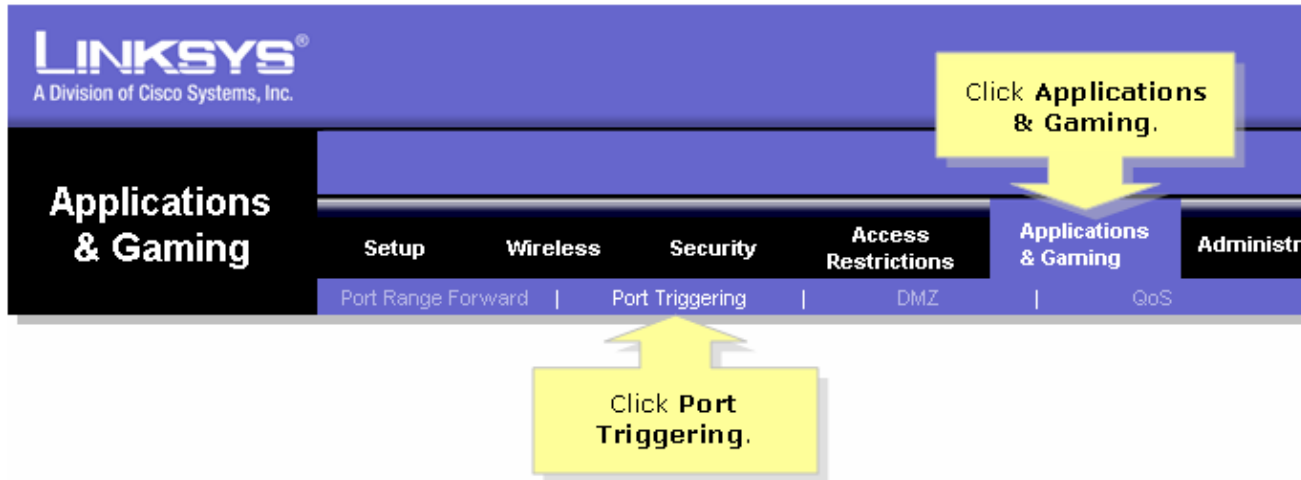 LINKSYS®
A Division of Cisco Systems, Inc.
Click Applications
& Gaming.
Applications
& Gaming
Setup Wireless Security Access Restrictions Applications & Gaming Administr
Port Range Forward | Port Triggering | DMZ | QoS
Click Port
Triggering.